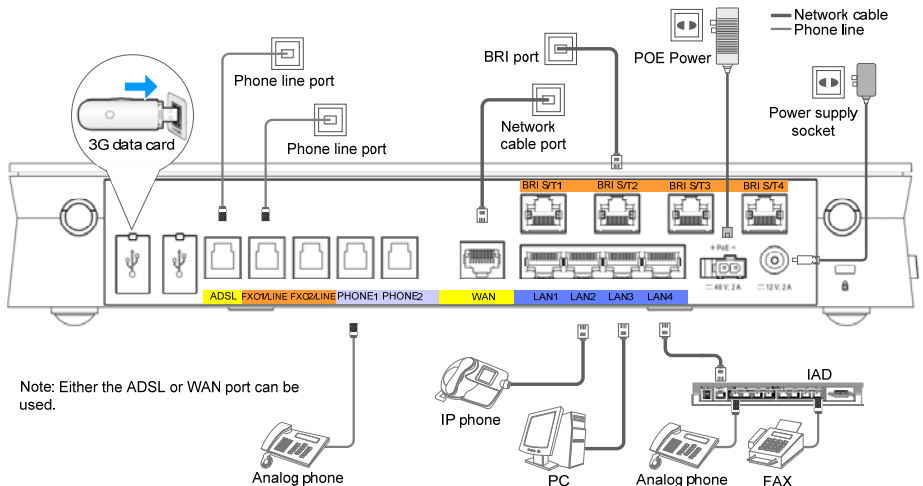 Network cable
Phone line
BRI port
POE Power
Phone line port
Network
cable port
Power supply
socket
3G data card
Phone line port
BRI S/T1 BRI S/T2 BRI S/T3 BRI S/T4
+ PoE -
48 V; 2 A 12 V; 2 A
ADSL FXO1/LINE FXO2/LINE PHONE1 PHONE2 WAN LAN1 LAN2 LAN3 LAN4
Note: Either the ADSL or WAN port can be
used.
IAD
IP phone
Analog phone
PC
Analog phone
FAX